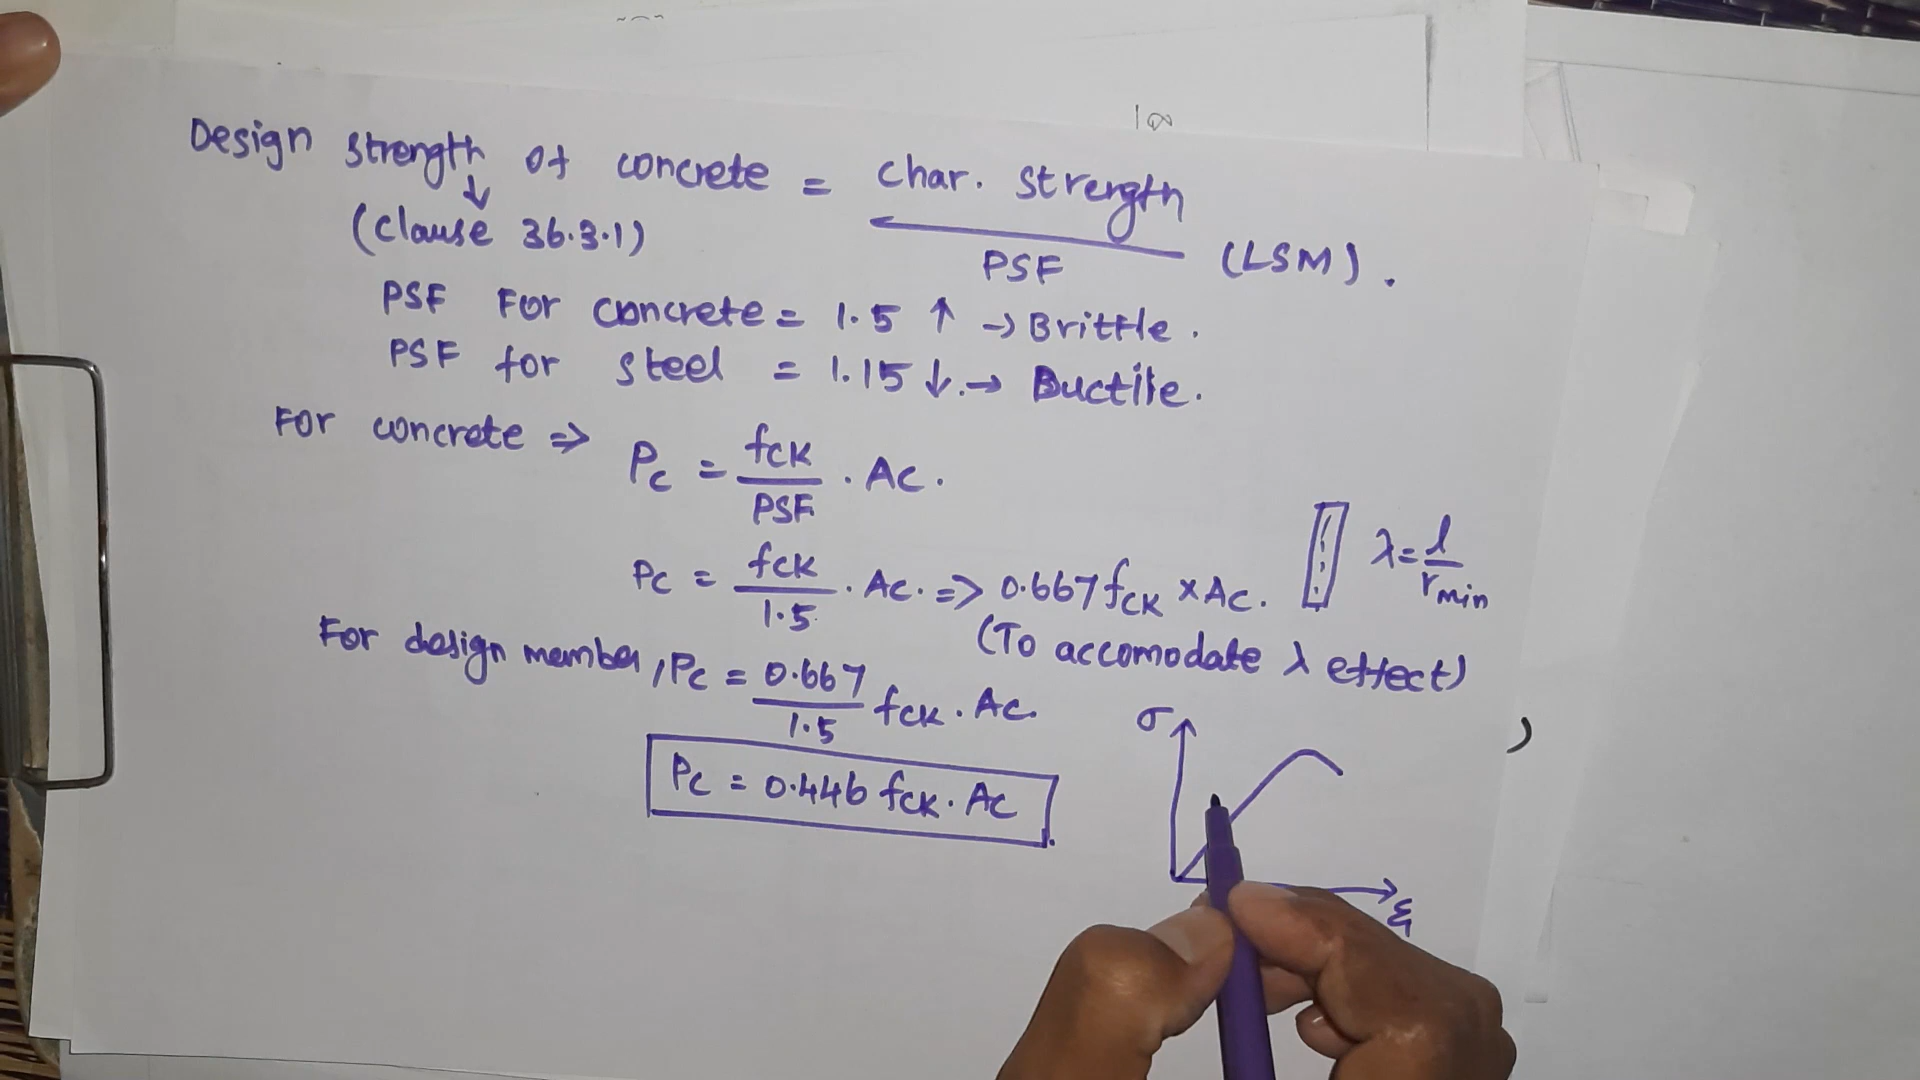 Design strength of concrete = char. strength
PSF (LSM).
↓
(clause 36.3.1)
PSF For concrete = 1.5 ↑ → Brittle.
PSF for steel = 1.15 ↓. → Ductile.
For concrete ⇒ Pc = fck / PSF . Ac.
Pc = fck / 1.5 . Ac. => 0.667 fck × Ac.
λ = l / rmin
(To accomodate λ effect)
For design member, Pc = 0.667 / 1.5 fck . Ac.
Pc = 0.446 fck . Ac
σ
ε